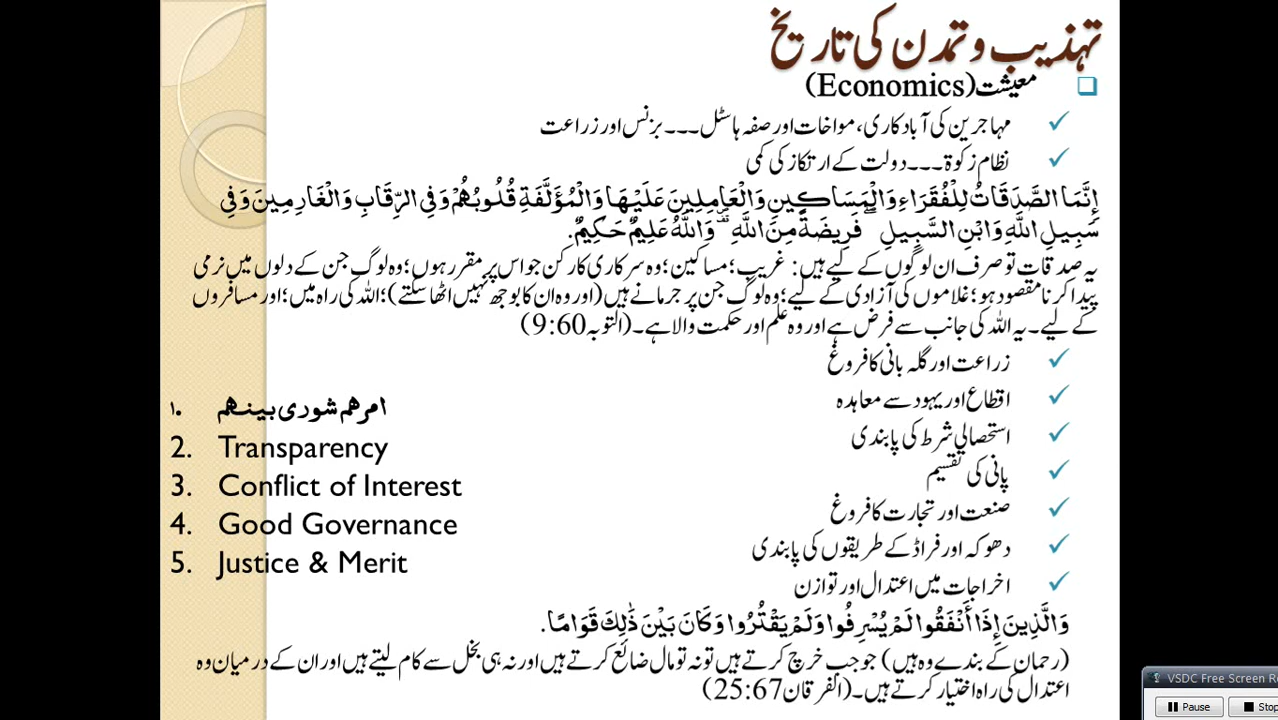 تہذیب و تمدن کی تاریخ
معیشت (Economics)
مہاجرین کی آبادکاری، مواخات اور صفہ ہاسٹل۔۔۔ بزنس اور زراعت
نظام زکوۃ۔۔۔ دولت کے ارتکاز کی کمی
إِنَّمَا الصَّدَقَاتُ لِلْفُقَرَاءِ وَالْمَسَاكِينِ وَالْعَامِلِينَ عَلَيْهَا وَالْمُؤَلَّفَةِ قُلُوبُهُمْ وَفِي الرِّقَابِ وَالْغَارِمِينَ وَفِي
سَبِيلِ اللَّهِ وَابْنِ السَّبِيلِ ۖ فَرِيضَةً مِنَ اللَّهِ ۗ وَاللَّهُ عَلِيمٌ حَكِيمٌ.
یہ صدقات تو صرف ان لوگوں کے لیے ہیں: غریب؛ مساکین؛ وہ سرکاری کارکن جو اس پر مقرر ہوں؛ وہ لوگ جن کے دلوں میں نرمی
پیدا کرنا مقصود ہو؛ غلاموں کی آزادی کے لیے؛ وہ لوگ جن پر جرمانے ہیں (اور وہ ان کا بوجھ نہیں اٹھا سکتے)؛ اللہ کی راہ میں؛ اور مسافروں
کے لیے۔ یہ اللہ کی جانب سے فرض ہے اور وہ علم اور حکمت والا ہے۔ (التوبہ 9:60)
زراعت اور گلہ بانی کا فروغ
اقطاع اور یہود سے معاہدہ
استحصالی شرط کی پابندی
پانی کی تقسیم
صنعت اور تجارت کا فروغ
دھوکہ اور فراڈ کے طریقوں کی پابندی
اخراجات میں اعتدال اور توازن
وَالَّذِينَ إِذَا أَنْفَقُوا لَمْ يُسْرِفُوا وَلَمْ يَقْتُرُوا وَكَانَ بَيْنَ ذَٰلِكَ قَوَامًا.
(رحمان کے بندے وہ ہیں) جو جب خرچ کرتے ہیں تو نہ تو مال ضائع کرتے ہیں اور نہ ہی بخل سے کام لیتے ہیں اور ان کے درمیان وہ
اعتدال کی راہ اختیار کرتے ہیں۔ (الفرقان 25:67)
۱. امرهم شوری بینهم
2. Transparency
3. Conflict of Interest
4. Good Governance
5. Justice & Merit
VSDC Free Screen Re
Pause
Stop